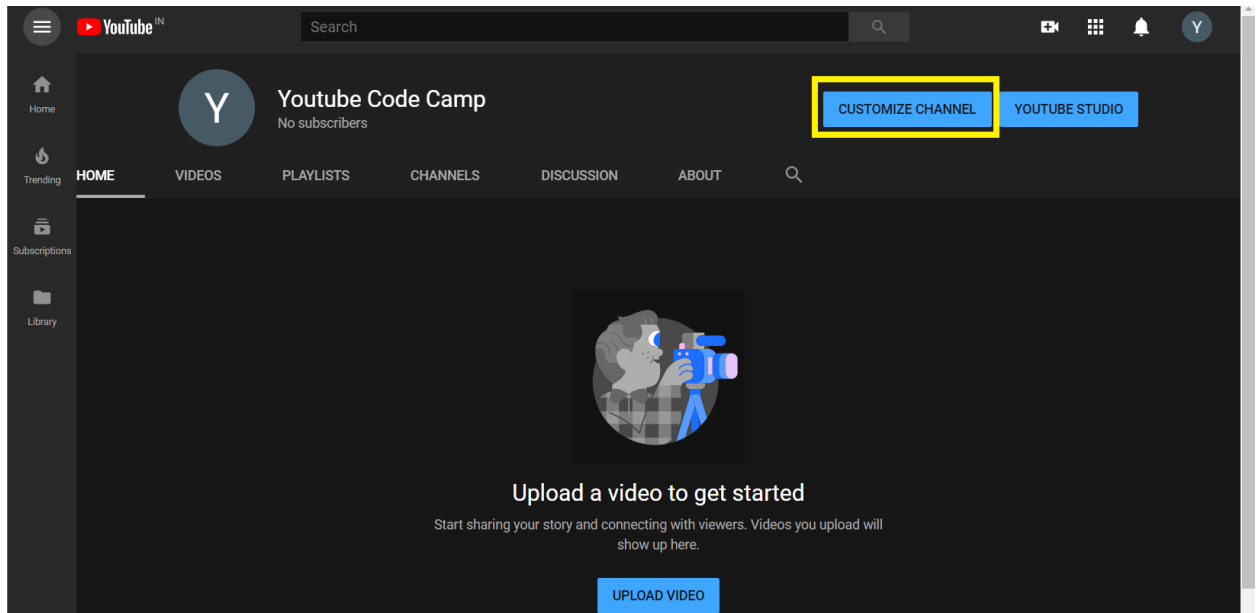 YouTube IN
Search
Y
Home
Trending
Subscriptions
Library
Y
Youtube Code Camp
No subscribers
CUSTOMIZE CHANNEL
YOUTUBE STUDIO
HOME VIDEOS PLAYLISTS CHANNELS DISCUSSION ABOUT
Upload a video to get started
Start sharing your story and connecting with viewers. Videos you upload will
show up here.
UPLOAD VIDEO